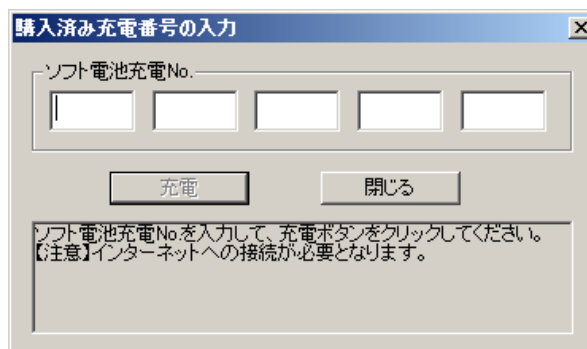 購入済み充電番号の入力
ソフト電池充電No.
充電
閉じる
ソフト電池充電No.を入力して、充電ボタンをクリックしてください。
【注意】インターネットへの接続が必要となります。